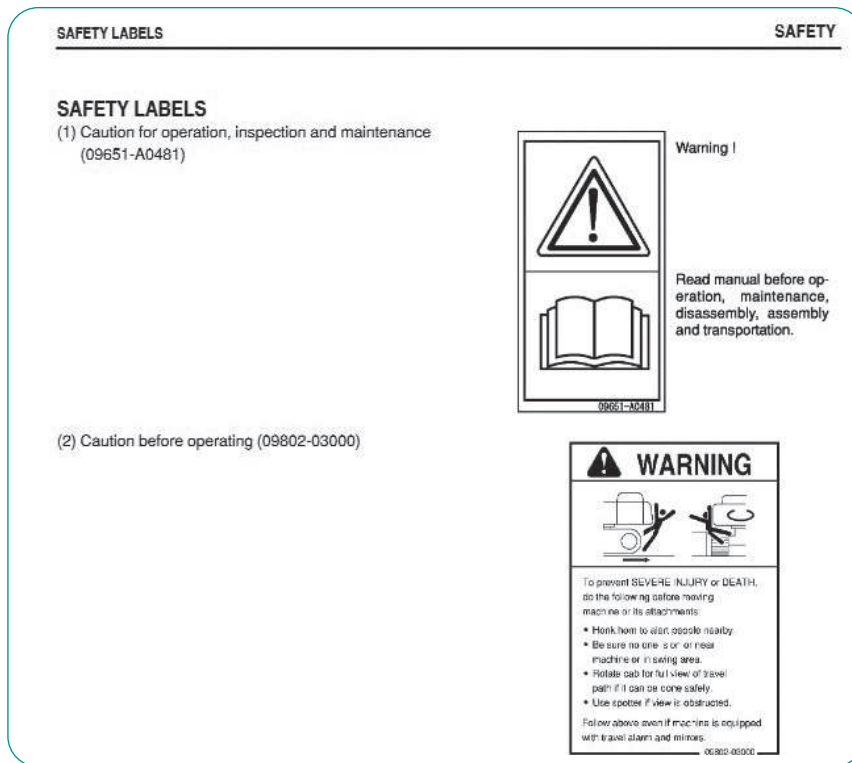 SAFETY LABELS
SAFETY
SAFETY LABELS
(1) Caution for operation, inspection and maintenance
(09651-A0481)
Warning !
Read manual before op-
eration, maintenance,
disassembly, assembly
and transportation.
09651-A0481
(2) Caution before operating (09802-03000)
WARNING
To prevent SEVERE INJURY or DEATH,
do the following before moving
machine or its attachments:
• Honk horn to alert people nearby.
• Be sure no one is on or near
machine or in swing area.
• Rotate cab for full view of travel
path if it can be done safely.
• Use spotter if view is obstructed.
Follow above even if machine is equipped
with travel alarm and mirrors.
09802-03000